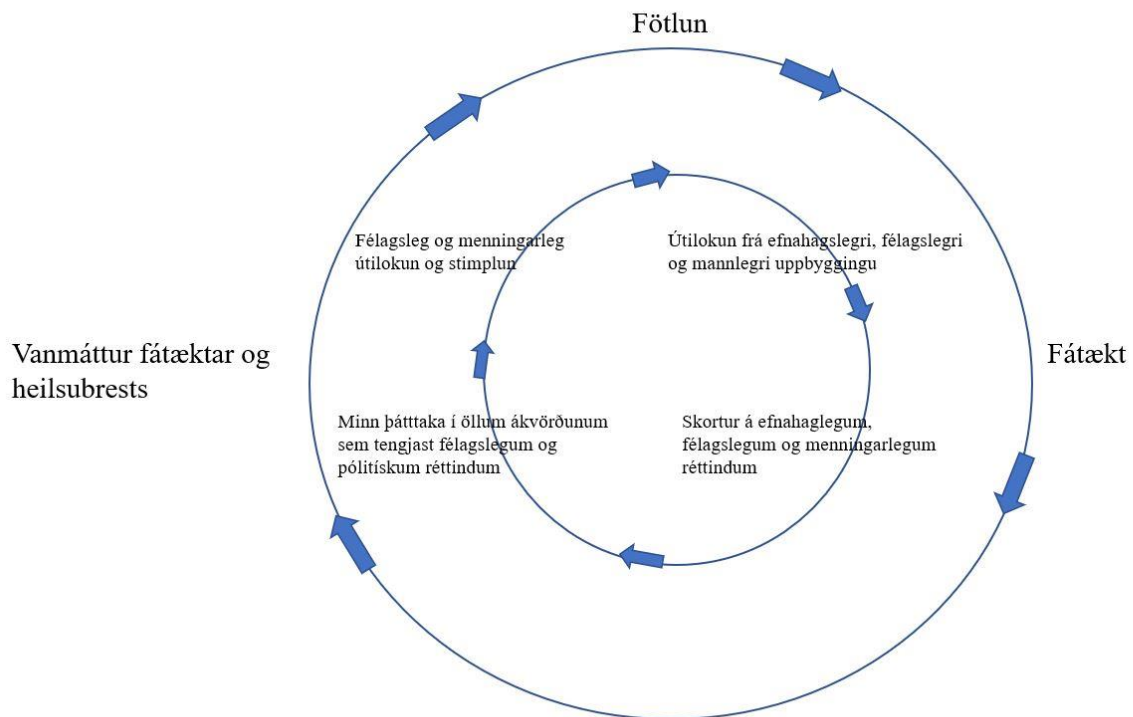 Fötlun
Félagsleg og menningarleg
útilokun og stimplun
Útilokun frá efnahagslegri, félagslegri
og mannlegri uppbyggingu
Vanmáttur fátæktar og
heilsubrests
Fátækt
Minn þátttaka í öllum ákvörðunum
sem tengjast félagslegum og
pólitískum réttindum
Skortur á efnahaglegum,
félagslegum og menningarlegum
réttindum